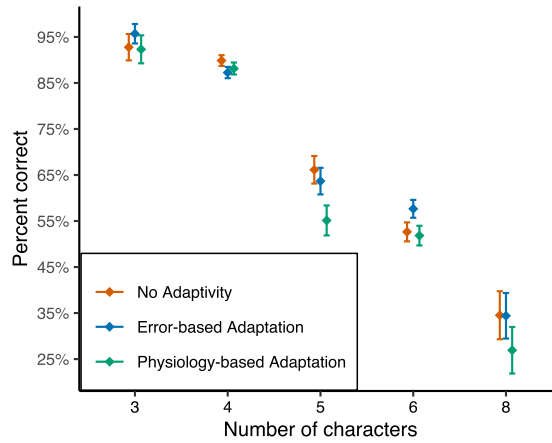 Percent correct
95%
85%
75%
65%
55%
45%
35%
25%
No Adaptivity
Error-based Adaptation
Physiology-based Adaptation
3 4 5 6 8
Number of characters